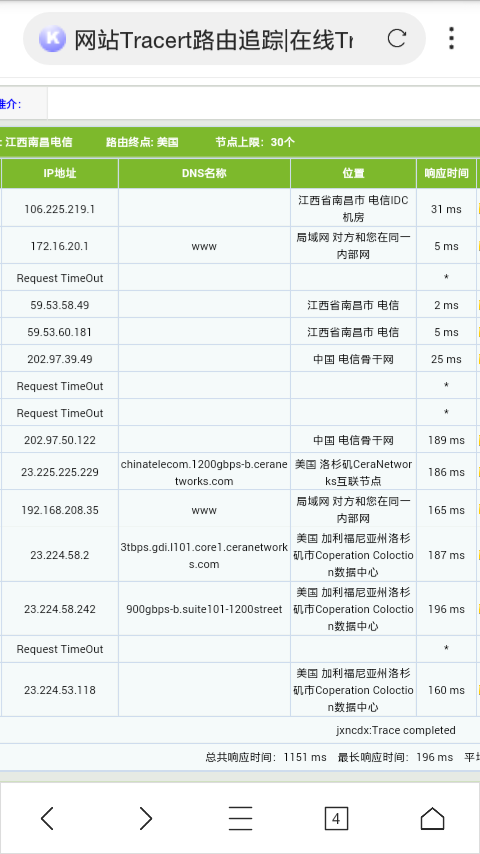 K 网站Tracert路由追踪|在线Tr
推介:
: 江西南昌电信 路由终点: 美国 节点上限：30个
IP地址 DNS名称 位置 响应时间
106.225.219.1 江西省南昌市 电信IDC机房 31 ms
172.16.20.1 www 局域网 对方和您在同一内部网 5 ms
Request TimeOut *
59.53.58.49 江西省南昌市 电信 2 ms
59.53.60.181 江西省南昌市 电信 5 ms
202.97.39.49 中国 电信骨干网 25 ms
Request TimeOut *
Request TimeOut *
202.97.50.122 中国 电信骨干网 189 ms
23.225.225.229 chinatelecom.1200gbps-b.ceranetworks.com 美国 洛杉矶CeraNetworks互联节点 186 ms
192.168.208.35 www 局域网 对方和您在同一内部网 165 ms
23.224.58.2 3tbps.gdi.l101.core1.ceranetworks.com 美国 加利福尼亚州洛杉矶市Coperation Coloction数据中心 187 ms
23.224.58.242 900gbps-b.suite101-1200street 美国 加利福尼亚州洛杉矶市Coperation Coloction数据中心 196 ms
Request TimeOut *
23.224.53.118 美国 加利福尼亚州洛杉矶市Coperation Coloction数据中心 160 ms
jxncdx:Trace completed
总共响应时间：1151 ms 最长响应时间：196 ms 平均
4